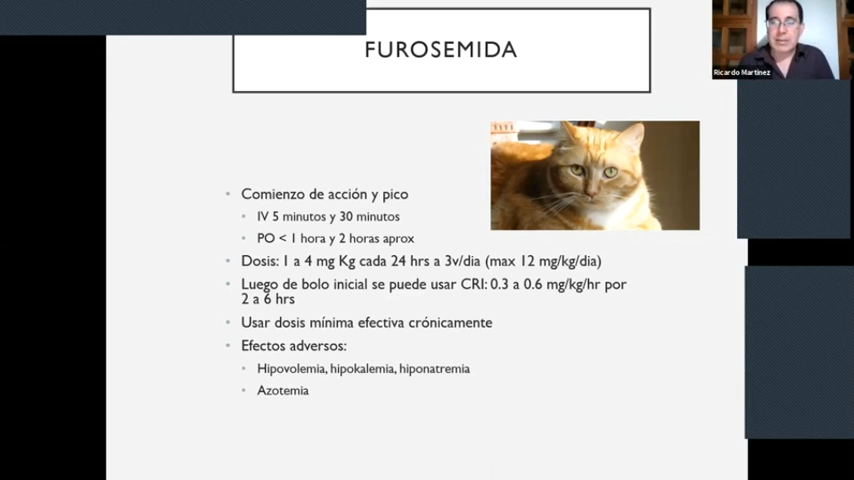 FUROSEMIDA
Ricardo Martinez
Comienzo de acción y pico
IV 5 minutos y 30 minutos
PO < 1 hora y 2 horas aprox
Dosis: 1 a 4 mg Kg cada 24 hrs a 3v/dia (max 12 mg/kg/dia)
Luego de bolo inicial se puede usar CRI: 0.3 a 0.6 mg/kg/hr por
2 a 6 hrs
Usar dosis mínima efectiva crónicamente
Efectos adversos:
Hipovolemia, hipokalemia, hiponatremia
Azotemia